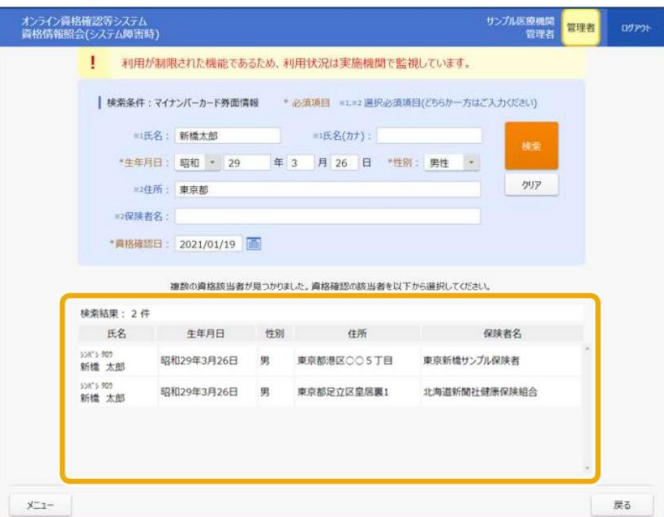 オンライン資格確認等システム
資格情報照会(システム障害時)
サンプル医療機関
管理者
管理者
ログアウト
! 利用が制限された機能であるため、利用状況は実施機関で監視しています。
検索条件：マイナンバーカード券面情報 * 必須項目 ※1,※2 選択必須項目(どちらか一方はご入力ください)
※1氏名： 新橋太郎 ※1氏名(カナ)：
検索
*生年月日： 昭和 29 年 3 月 26 日 *性別： 男性
※2住所： 東京都
クリア
※2保険者名：
*資格確認日： 2021/01/19
複数の資格該当者が見つかりました。資格確認の該当者を以下から選択してください。
検索結果： 2 件
氏名 生年月日 性別 住所 保険者名
ｼﾝﾊﾞｼ ﾀﾛｳ
新橋 太郎 昭和29年3月26日 男 東京都港区〇〇５丁目 東京新橋サンプル保険者
ｼﾝﾊﾞｼ ﾀﾛｳ
新橋 太郎 昭和29年3月26日 男 東京都足立区皇居裏1 北海道新聞社健康保険組合
メニュー
戻る